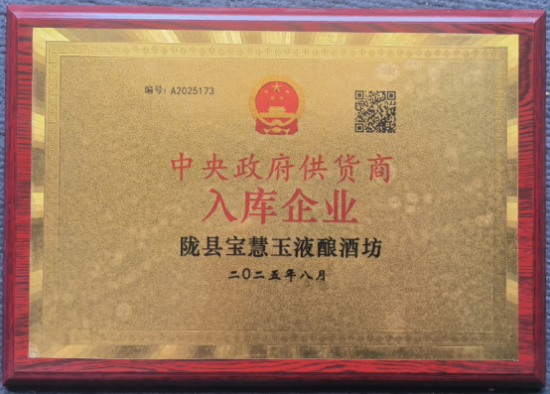 编号：A2025173
中央政府供货商
入库企业
陇县宝慧玉液酿酒坊
二〇二五年八月